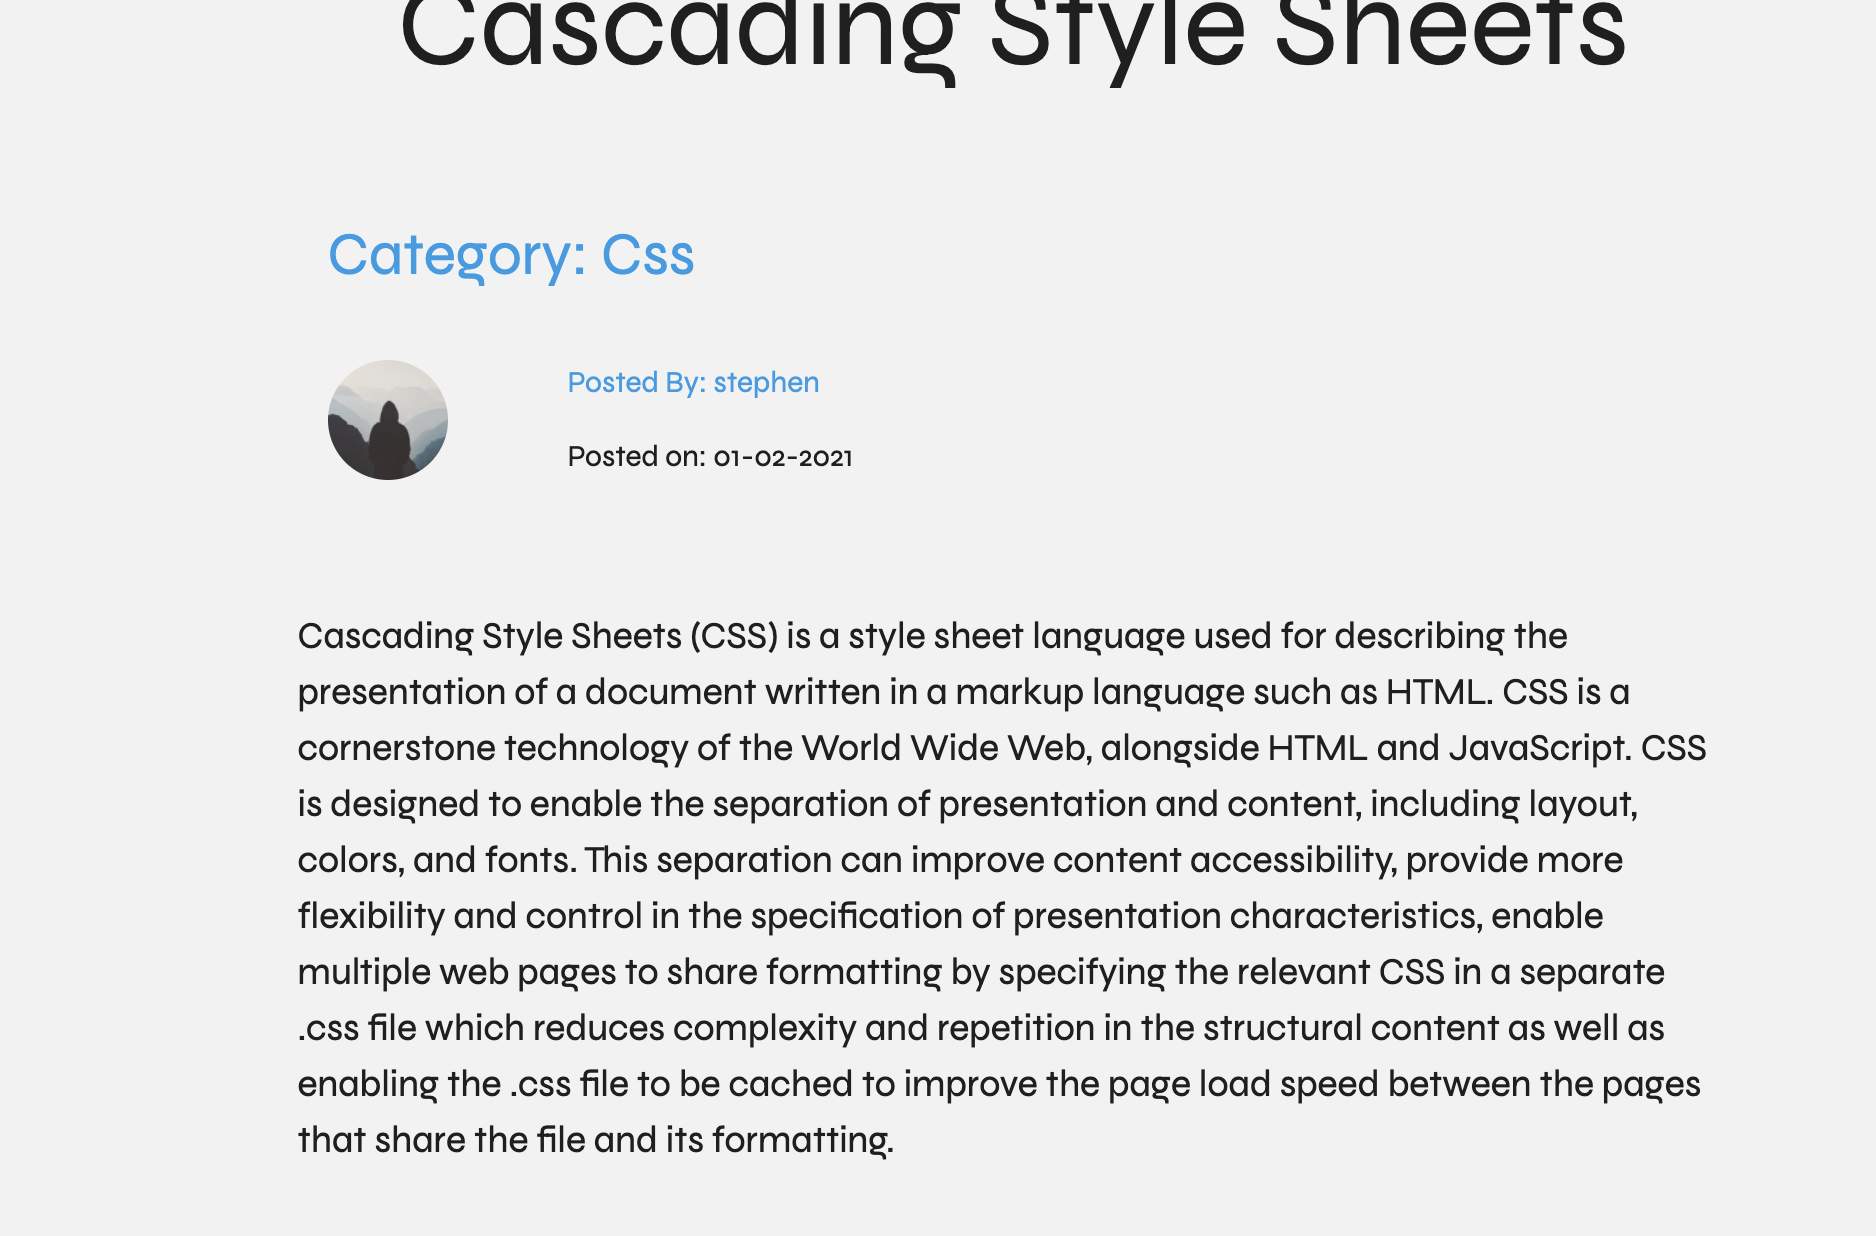 Cascading Style Sheets
Category: Css
Posted By: stephen
Posted on: 01-02-2021
Cascading Style Sheets (CSS) is a style sheet language used for describing the
presentation of a document written in a markup language such as HTML. CSS is a
cornerstone technology of the World Wide Web, alongside HTML and JavaScript. CSS
is designed to enable the separation of presentation and content, including layout,
colors, and fonts. This separation can improve content accessibility, provide more
flexibility and control in the specification of presentation characteristics, enable
multiple web pages to share formatting by specifying the relevant CSS in a separate
.css file which reduces complexity and repetition in the structural content as well as
enabling the .css file to be cached to improve the page load speed between the pages
that share the file and its formatting.